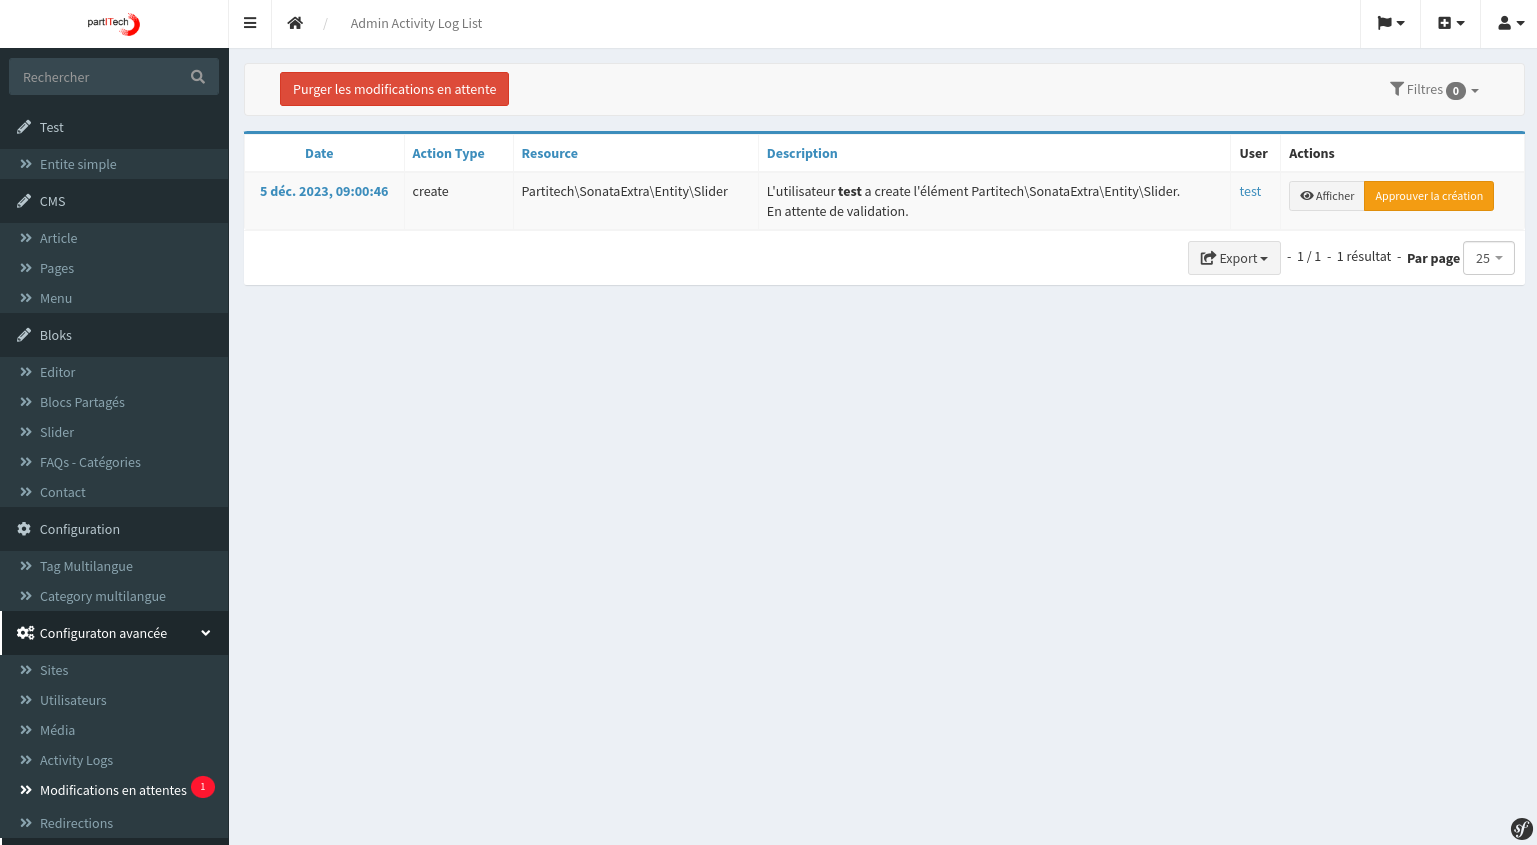 partITech
/ Admin Activity Log List
Rechercher
Test
Entite simple
CMS
Article
Pages
Menu
Bloks
Editor
Blocs Partagés
Slider
FAQs - Catégories
Contact
Configuration
Tag Multilangue
Category multilangue
Configuraton avancée
Sites
Utilisateurs
Média
Activity Logs
Modifications en attentes 1
Redirections
Purger les modifications en attente
Filtres 0
Date Action Type Resource Description User Actions
5 déc. 2023, 09:00:46 create Partitech\SonataExtra\Entity\Slider L'utilisateur test a create l'élément Partitech\SonataExtra\Entity\Slider. test Afficher Approuver la création
En attente de validation.
Export - 1 / 1 - 1 résultat - Par page 25
sf